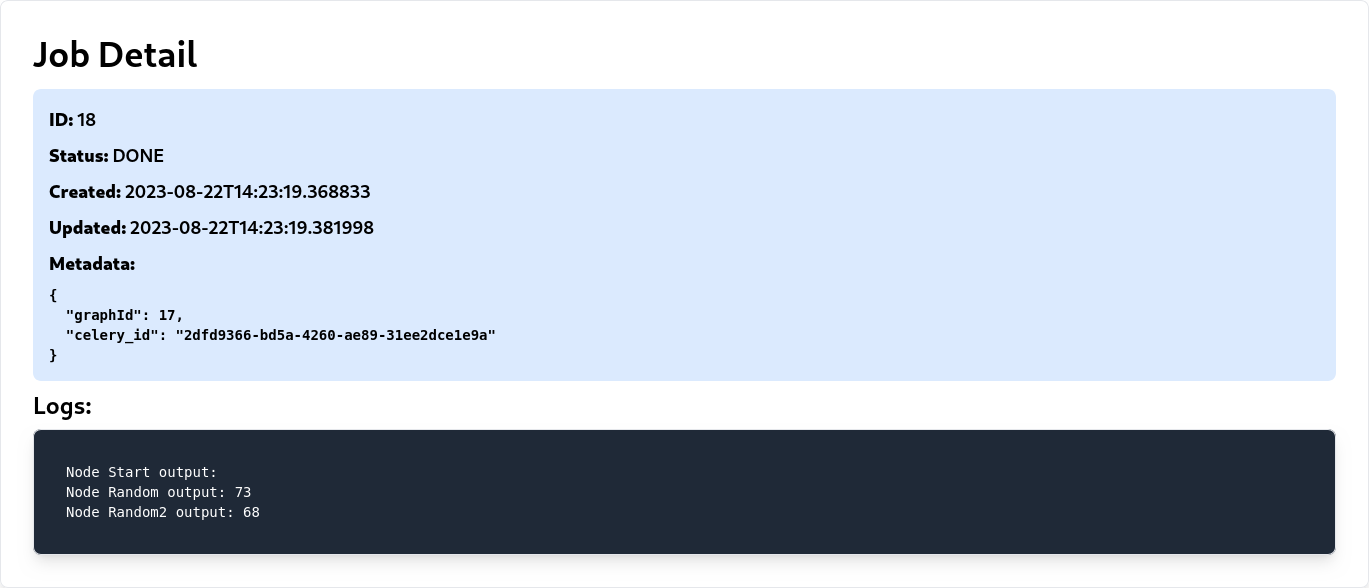 Job Detail
ID: 18
Status: DONE
Created: 2023-08-22T14:23:19.368833
Updated: 2023-08-22T14:23:19.381998
Metadata:
{
  "graphId": 17,
  "celery_id": "2dfd9366-bd5a-4260-ae89-31ee2dce1e9a"
}
Logs:
Node Start output:
Node Random output: 73
Node Random2 output: 68